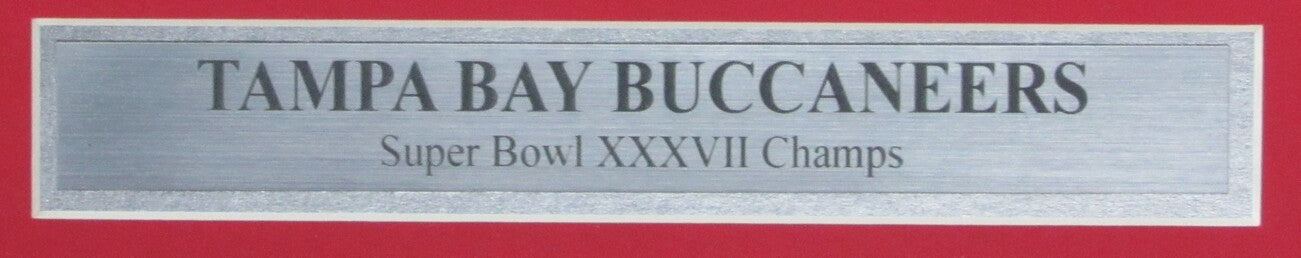 TAMPA BAY BUCCANEERS
Super Bowl XXXVII Champs